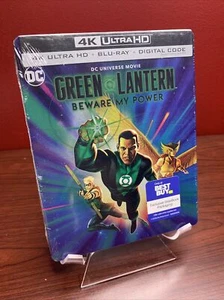 4K ULTRA HD
4K ULTRA HD - BLU-RAY - DIGITAL CODE
DC
DC UNIVERSE MOVIE
GREEN LANTERN
BEWARE MY POWER
BEST
BUY